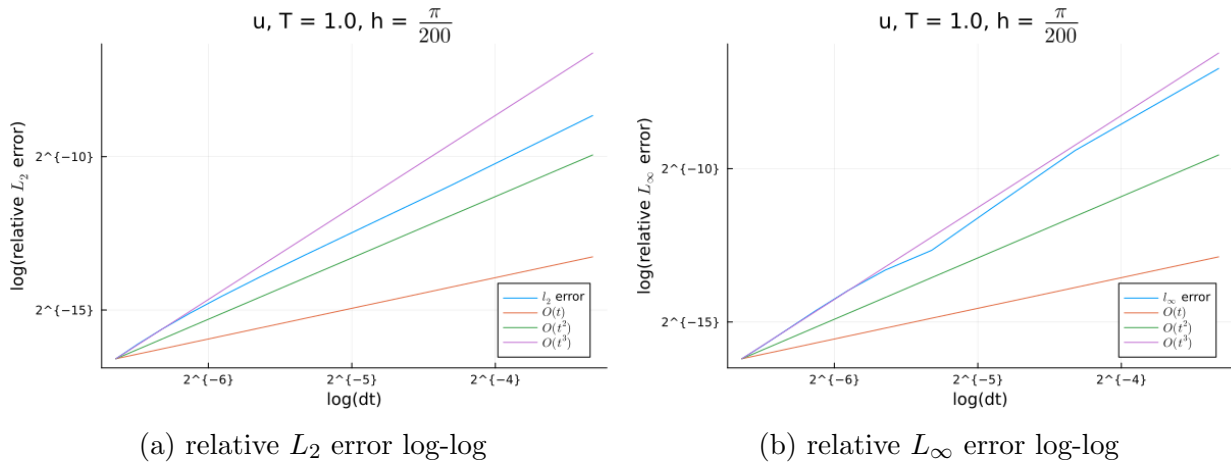 u, T = 1.0, h = π/200
log(relative L₂ error)
2^{−10}
2^{−15}
2^{−6}
2^{−5}
2^{−4}
log(dt)
l₂ error
O(t)
O(t²)
O(t³)
(a) relative L₂ error log-log
u, T = 1.0, h = π/200
log(relative L∞ error)
2^{−10}
2^{−15}
2^{−6}
2^{−5}
2^{−4}
log(dt)
l∞ error
O(t)
O(t²)
O(t³)
(b) relative L∞ error log-log